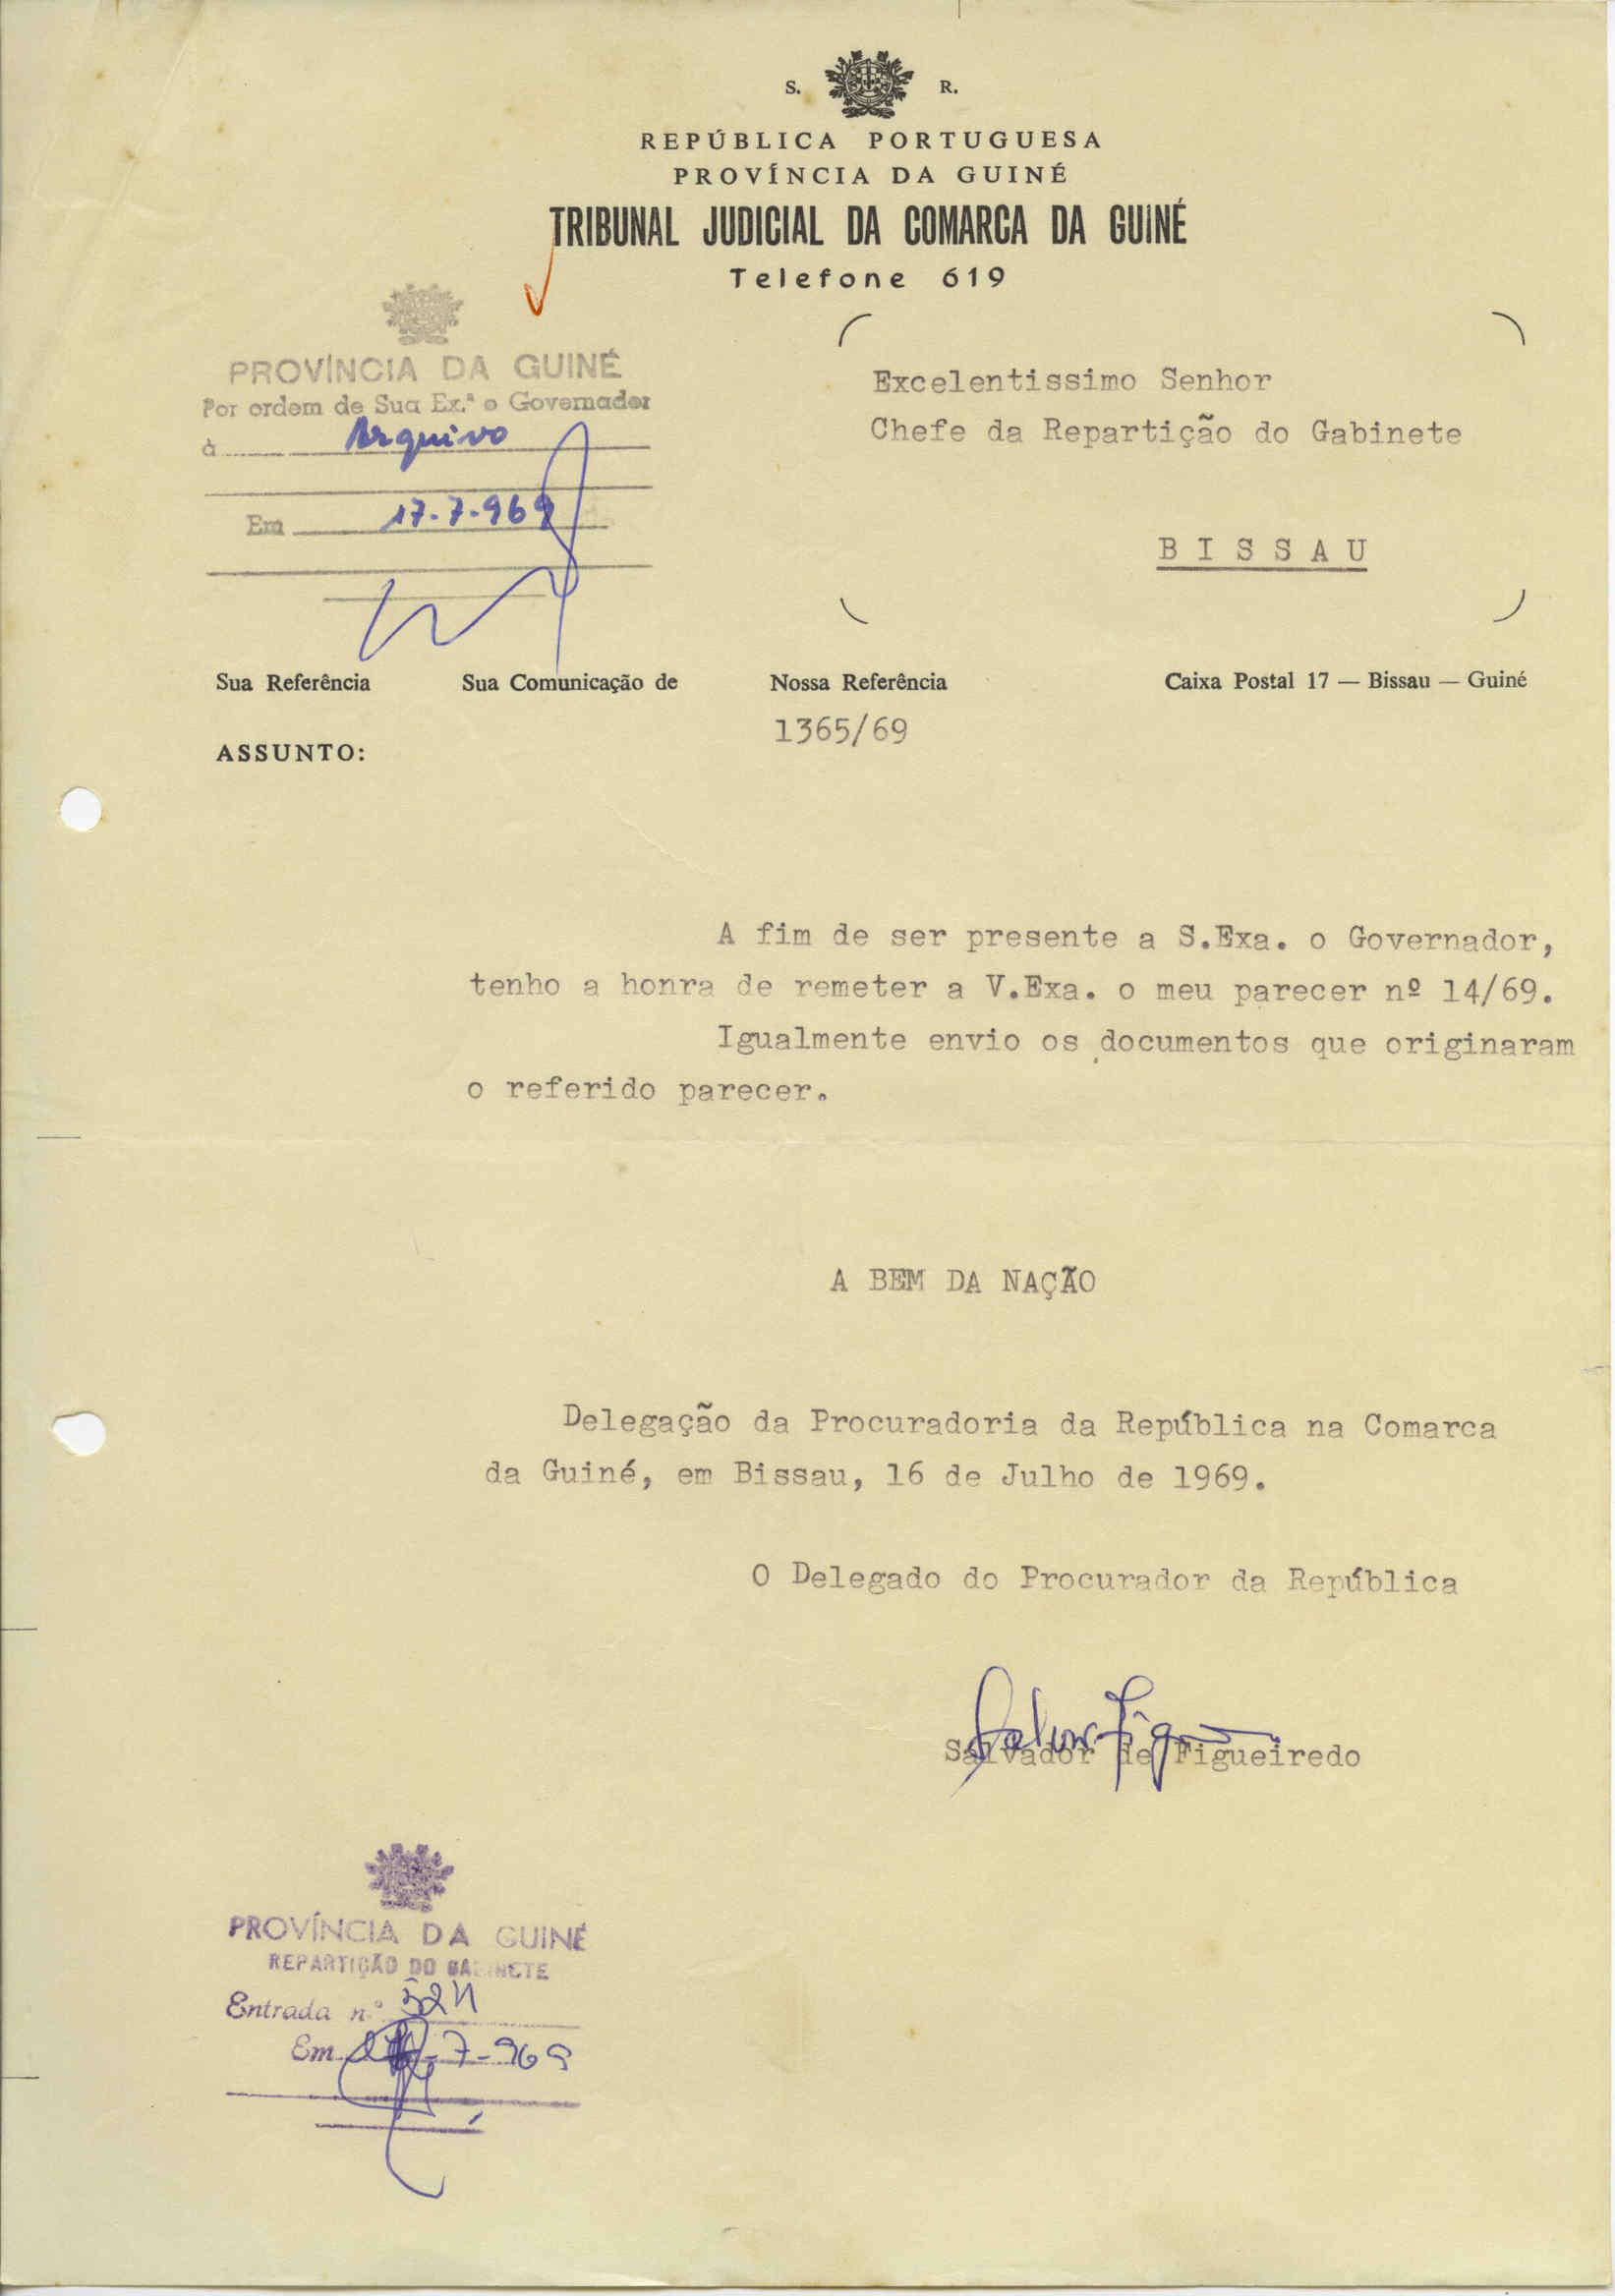 S. R.
REPÚBLICA PORTUGUESA
PROVÍNCIA DA GUINÉ
TRIBUNAL JUDICIAL DA COMARCA DA GUINÉ
Telefone 619
PROVÍNCIA DA GUINÉ
Por ordem de Sua Ex.ª o Governador
à Arquivo
Em 17-7-969
Excelentissimo Senhor
Chefe da Repartição do Gabinete
BISSAU
Sua Referência Sua Comunicação de Nossa Referência Caixa Postal 17 — Bissau — Guiné
1365/69
ASSUNTO:
A fim de ser presente a S.Exa. o Governador,
tenho a honra de remeter a V.Exa. o meu parecer nº 14/69.
Igualmente envio os documentos que originaram
o referido parecer.
A BEM DA NAÇÃO
Delegação da Procuradoria da República na Comarca
da Guiné, em Bissau, 16 de Julho de 1969.
O Delegado do Procurador da República
Salvador de Figueiredo
PROVÍNCIA DA GUINÉ
REPARTIÇÃO DO GABINETE
Entrada n.º
Em -7-969